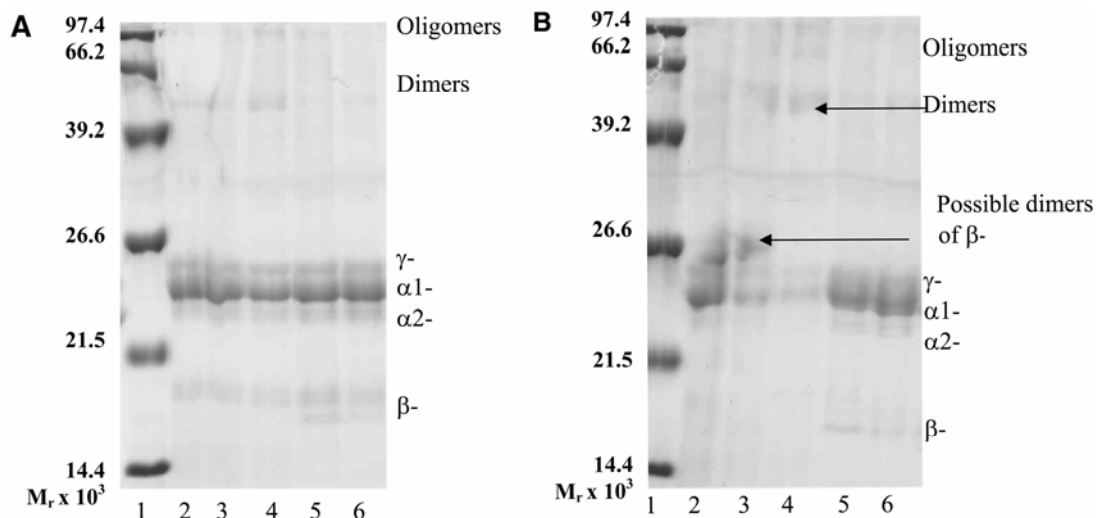 A
97.4
66.2
39.2
26.6
21.5
14.4
Mr x 10³
1 2 3 4 5 6
Oligomers
Dimers
γ-
α1-
α2-
β-
B
97.4
66.2
39.2
26.6
21.5
14.4
Mr x 10³
1 2 3 4 5 6
Oligomers
Dimers
Possible dimers
of β-
γ-
α1-
α2-
β-